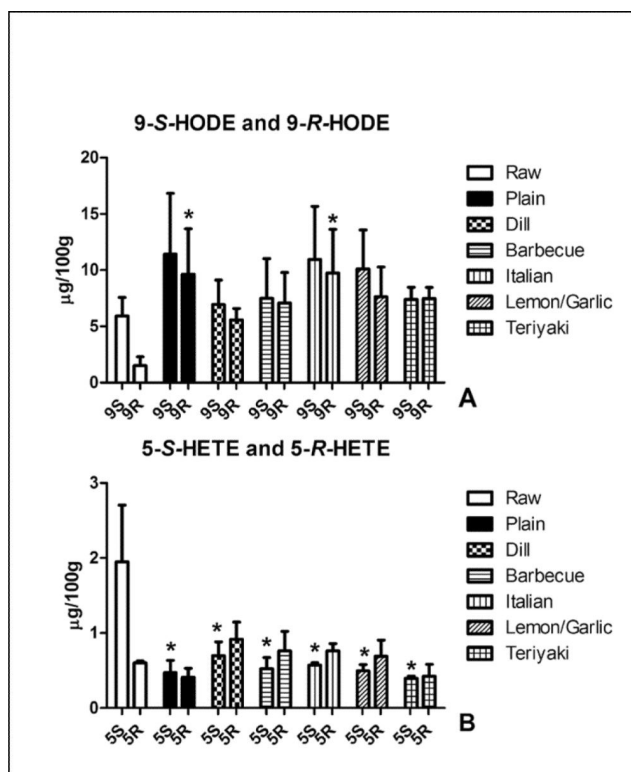 9-S-HODE and 9-R-HODE
20
15
10
5
0
µg/100g
* *
9S 9R 9S 9R 9S 9R 9S 9R 9S 9R 9S 9R 9S 9R
Raw
Plain
Dill
Barbecue
Italian
Lemon/Garlic
Teriyaki
A
5-S-HETE and 5-R-HETE
3
2
1
0
µg/100g
* * * * * *
5S 5R 5S 5R 5S 5R 5S 5R 5S 5R 5S 5R 5S 5R
Raw
Plain
Dill
Barbecue
Italian
Lemon/Garlic
Teriyaki
B